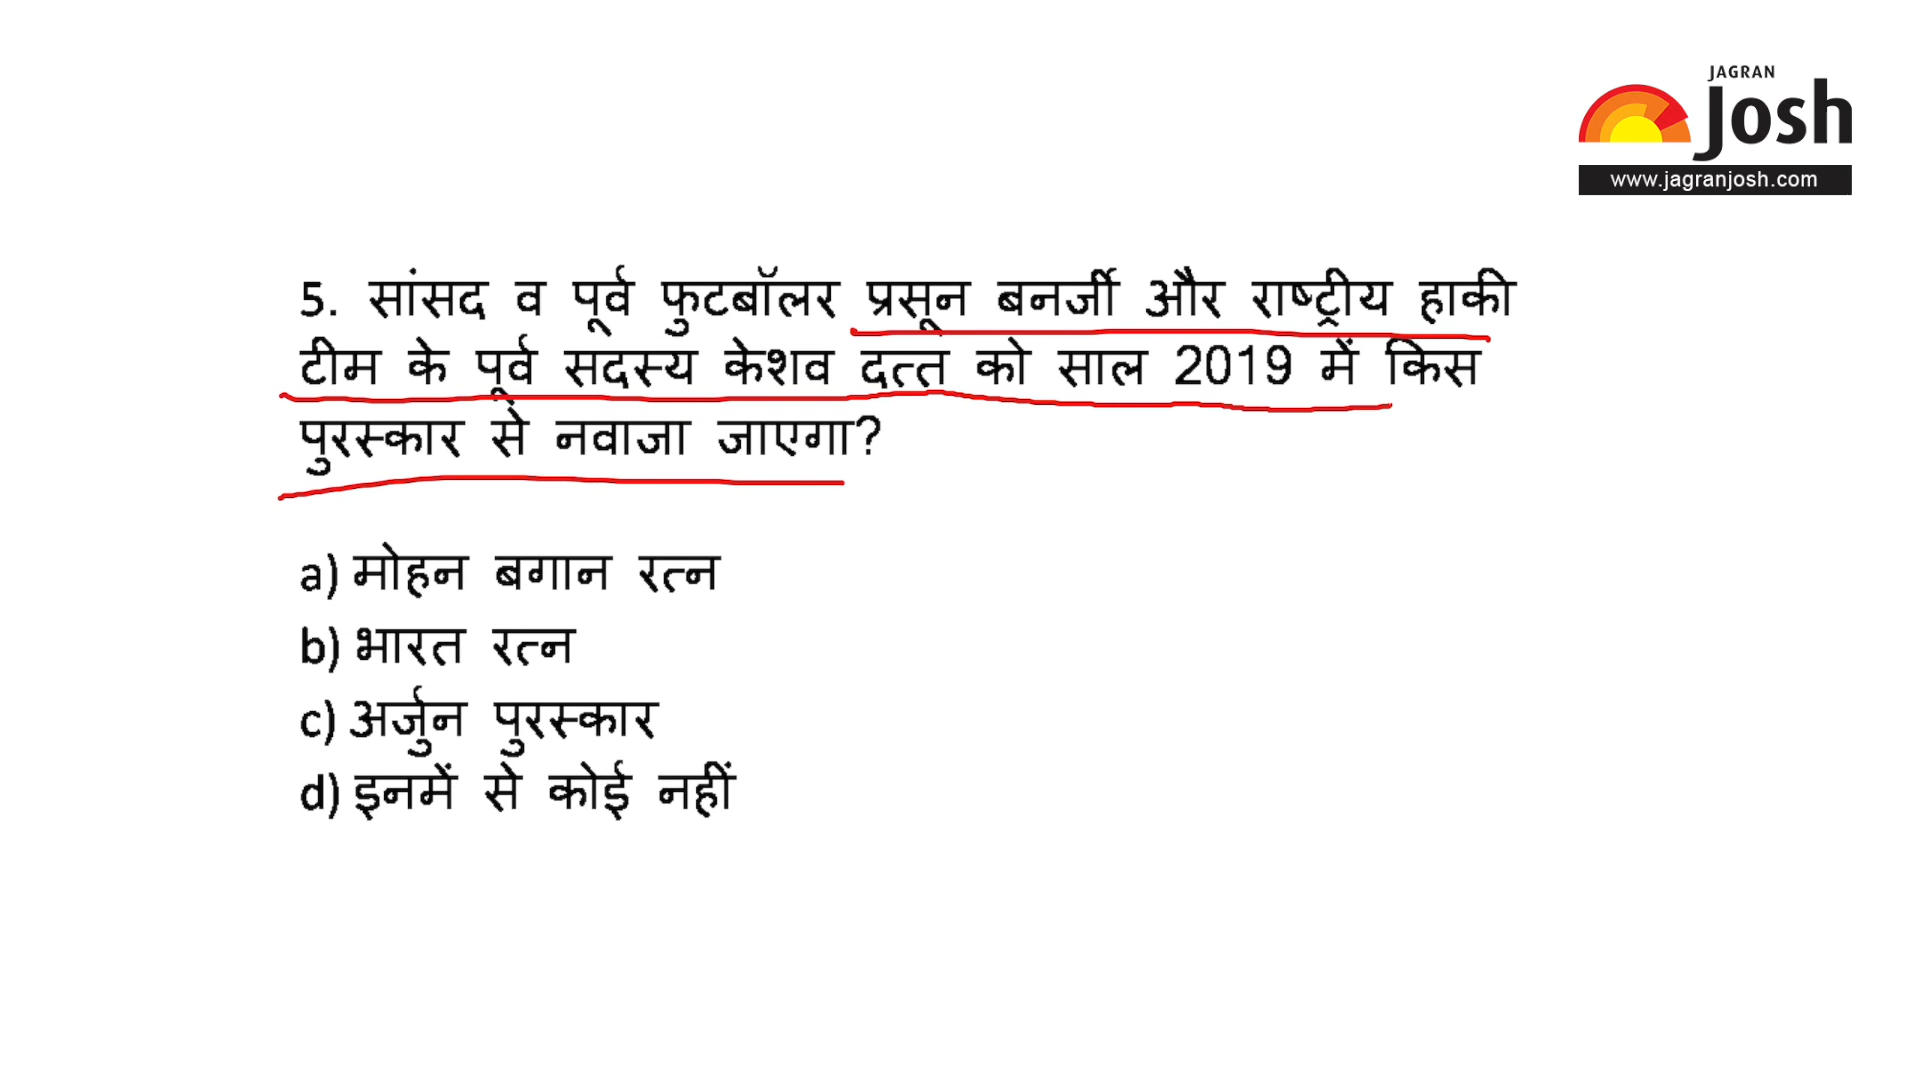 JAGRAN
Josh
www.jagranjosh.com
5. सांसद व पूर्व फुटबॉलर प्रसून बनर्जी और राष्ट्रीय हाकी
टीम के पूर्व सदस्य केशव दत्त को साल 2019 में किस
पुरस्कार से नवाजा जाएगा?
a) मोहन बगान रत्न
b) भारत रत्न
c) अर्जुन पुरस्कार
d) इनमें से कोई नहीं